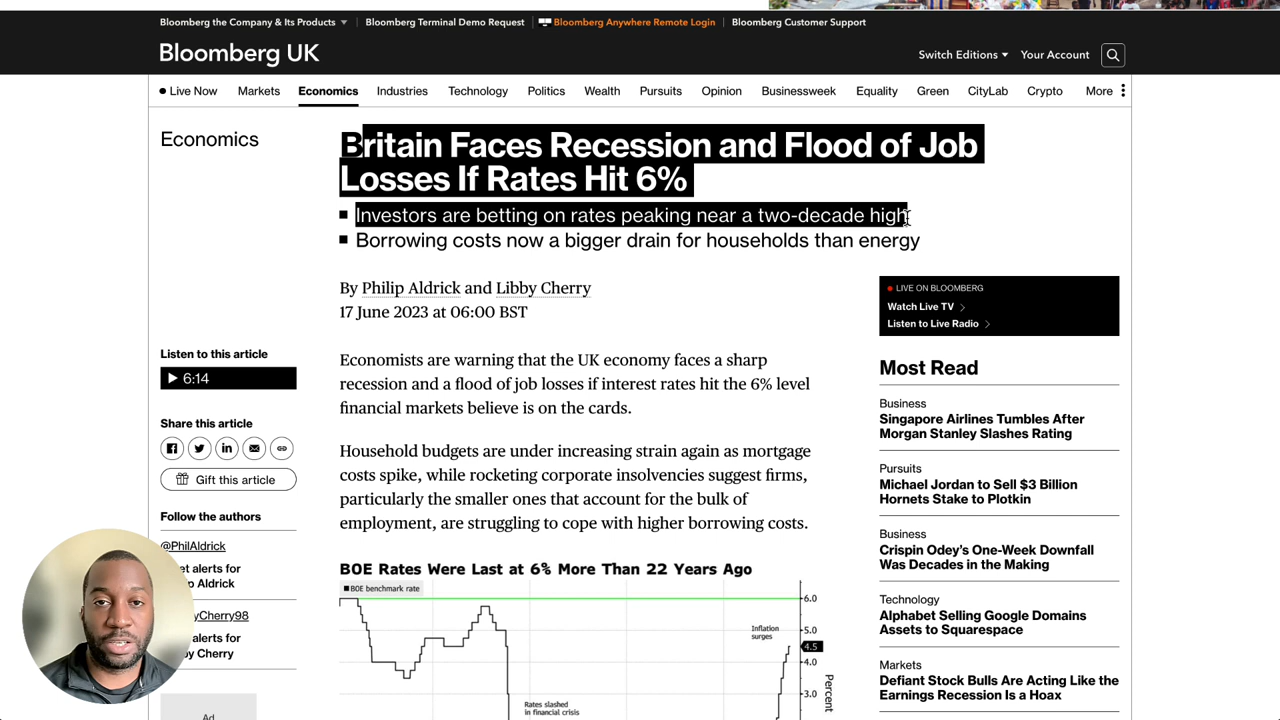 Bloomberg the Company & Its Products
Bloomberg Terminal Demo Request
Bloomberg Anywhere Remote Login
Bloomberg Customer Support
Bloomberg UK
Switch Editions
Your Account
Live Now
Markets
Economics
Industries
Technology
Politics
Wealth
Pursuits
Opinion
Businessweek
Equality
Green
CityLab
Crypto
More
Economics
Britain Faces Recession and Flood of Job
Losses If Rates Hit 6%
Investors are betting on rates peaking near a two-decade high
Borrowing costs now a bigger drain for households than energy
By Philip Aldrick and Libby Cherry
17 June 2023 at 06:00 BST
Listen to this article
6:14
Share this article
Gift this article
Follow the authors
@PhilAldrick
et alerts for
p Aldrick
yCherry98
alerts for
by Cherry
Ad
Economists are warning that the UK economy faces a sharp
recession and a flood of job losses if interest rates hit the 6% level
financial markets believe is on the cards.
Household budgets are under increasing strain again as mortgage
costs spike, while rocketing corporate insolvencies suggest firms,
particularly the smaller ones that account for the bulk of
employment, are struggling to cope with higher borrowing costs.
BOE Rates Were Last at 6% More Than 22 Years Ago
BOE benchmark rate
6.0
Inflation
surges
5.0
4.5
4.0
3.0
Percent
Rates slashed
in financial crisis
LIVE ON BLOOMBERG
Watch Live TV
Listen to Live Radio
Most Read
Business
Singapore Airlines Tumbles After
Morgan Stanley Slashes Rating
Pursuits
Michael Jordan to Sell $3 Billion
Hornets Stake to Plotkin
Business
Crispin Odey's One-Week Downfall
Was Decades in the Making
Technology
Alphabet Selling Google Domains
Assets to Squarespace
Markets
Defiant Stock Bulls Are Acting Like the
Earnings Recession Is a Hoax